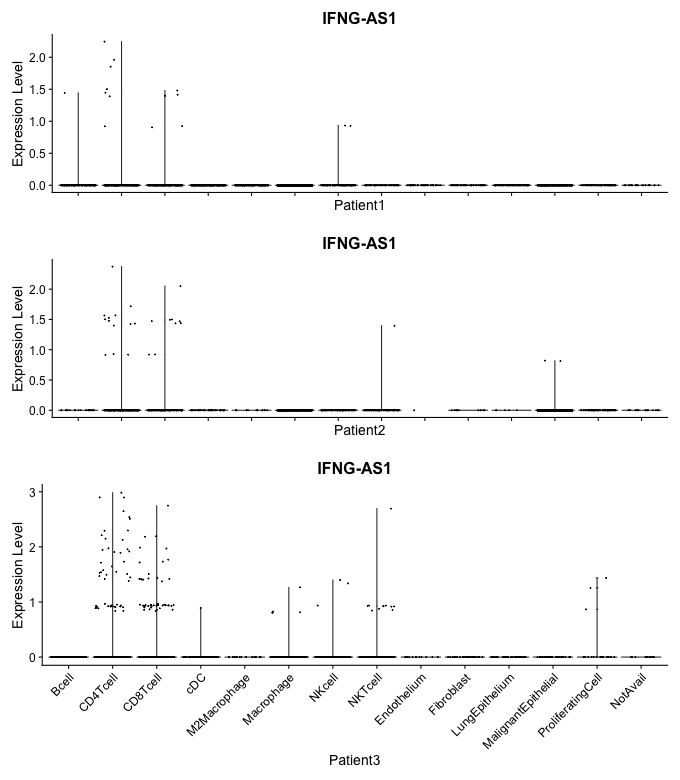 IFNG-AS1
Expression Level
2.0
1.5
1.0
0.5
0.0
Patient1
IFNG-AS1
Expression Level
2.0
1.5
1.0
0.5
0.0
Patient2
IFNG-AS1
Expression Level
3
2
1
0
Bcell
CD4Tcell
CD8Tcell
cDC
M2Macrophage
Macrophage
NKcell
NKTcell
Endothelium
Fibroblast
LungEpithelium
MalignantEpithelial
ProliferatingCell
NotAvail
Patient3